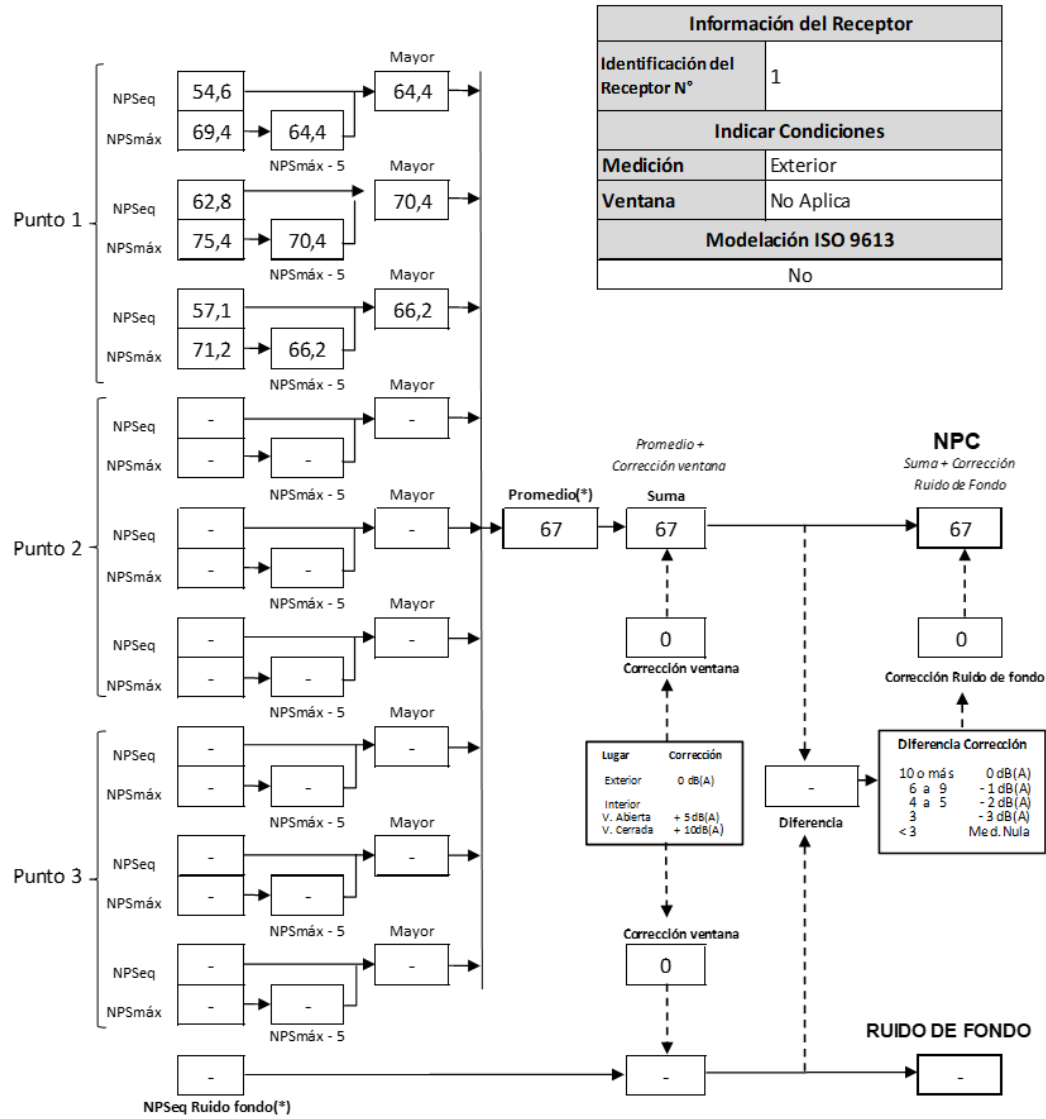 Información del Receptor
Identificación del
Receptor N°
1
Indicar Condiciones
Medición
Exterior
Ventana
No Aplica
Modelación ISO 9613
No
Punto 1
Mayor
NPSeq
54,6
64,4
NPSmáx
69,4
64,4
NPSmáx - 5
Mayor
NPSeq
62,8
70,4
NPSmáx
75,4
70,4
NPSmáx - 5
Mayor
NPSeq
57,1
66,2
NPSmáx
71,2
66,2
NPSmáx - 5
Punto 2
Mayor
NPSeq
-
-
NPSmáx
-
-
NPSmáx - 5
Mayor
NPSeq
-
-
NPSmáx
-
-
NPSmáx - 5
Mayor
NPSeq
-
-
NPSmáx
-
-
NPSmáx - 5
Punto 3
Mayor
NPSeq
-
-
NPSmáx
-
-
NPSmáx - 5
NPSeq
-
-
NPSmáx
-
-
NPSmáx - 5
Mayor
NPSeq
-
-
NPSmáx
-
-
NPSmáx - 5
-
NPSeq Ruido fondo(*)
Promedio(*)
67
Promedio +
Corrección ventana
Suma
67
0
Corrección ventana
Lugar Corrección
Exterior 0 dB(A)
Interior
V. Abierta + 5dB(A)
V. Cerrada + 10dB(A)
Corrección ventana
0
-
-
Diferencia
NPC
Suma + Corrección
Ruido de Fondo
67
0
Corrección Ruido de fondo
Diferencia Corrección
10 o más 0 dB(A)
6 a 9 - 1 dB(A)
4 a 5 - 2 dB(A)
3 - 3 dB(A)
< 3 Med. Nula
RUIDO DE FONDO
-